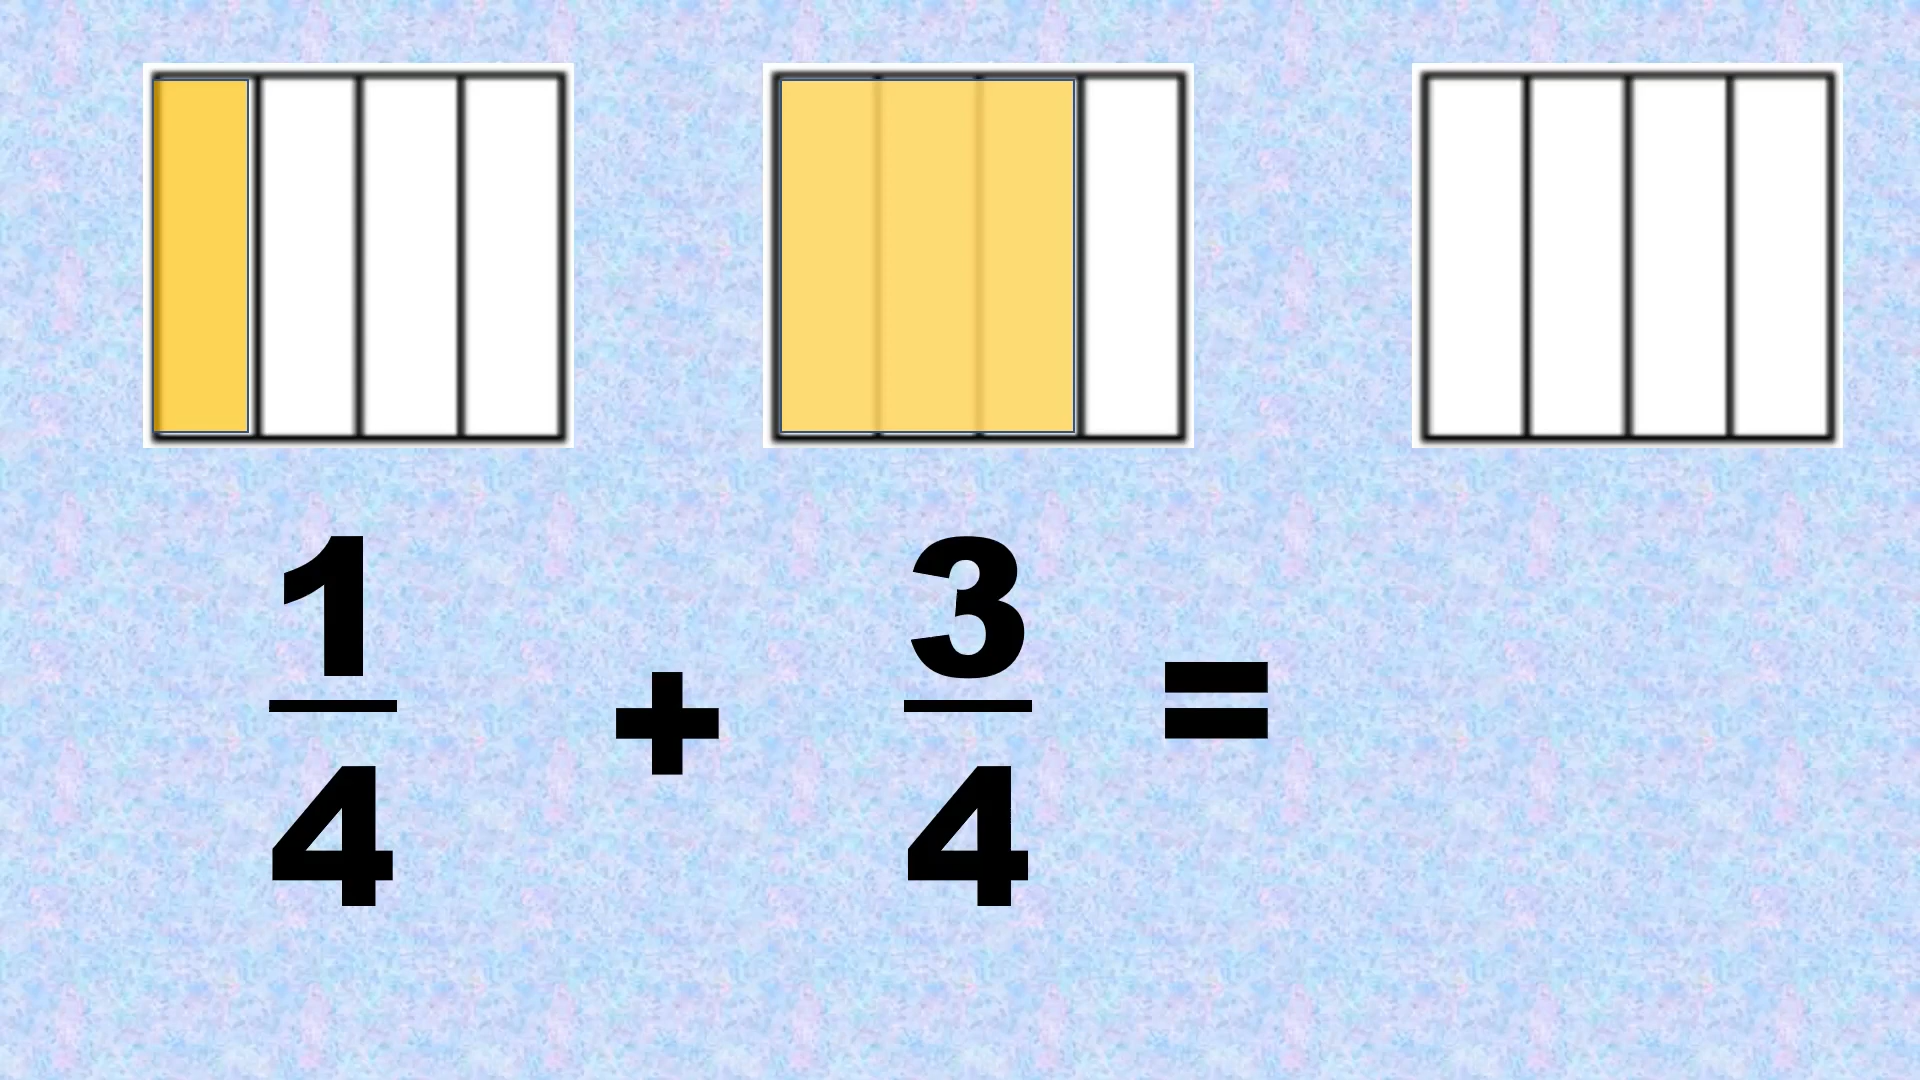 1/4 + 3/4 =